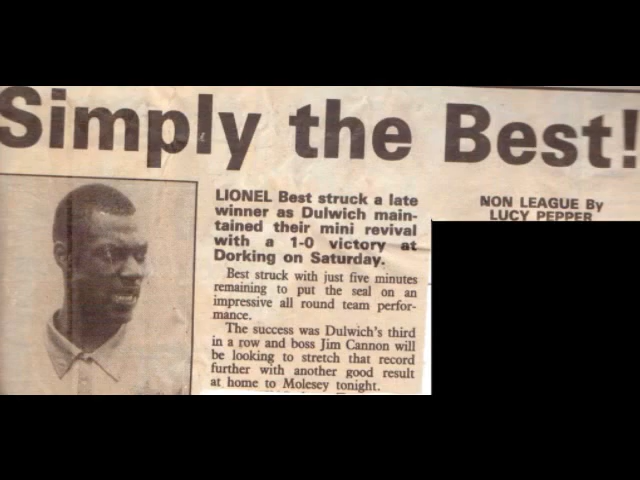 Simply the Best!
NON LEAGUE By
LUCY PEPPER
LIONEL Best struck a late
winner as Dulwich main-
tained their mini revival
with a 1-0 victory at
Dorking on Saturday.
Best struck with just five minutes
remaining to put the seal on an
impressive all round team perfor-
mance.
The success was Dulwich's third
in a row and boss Jim Cannon will
be looking to stretch that record
further with another good result
at home to Molesey tonight.